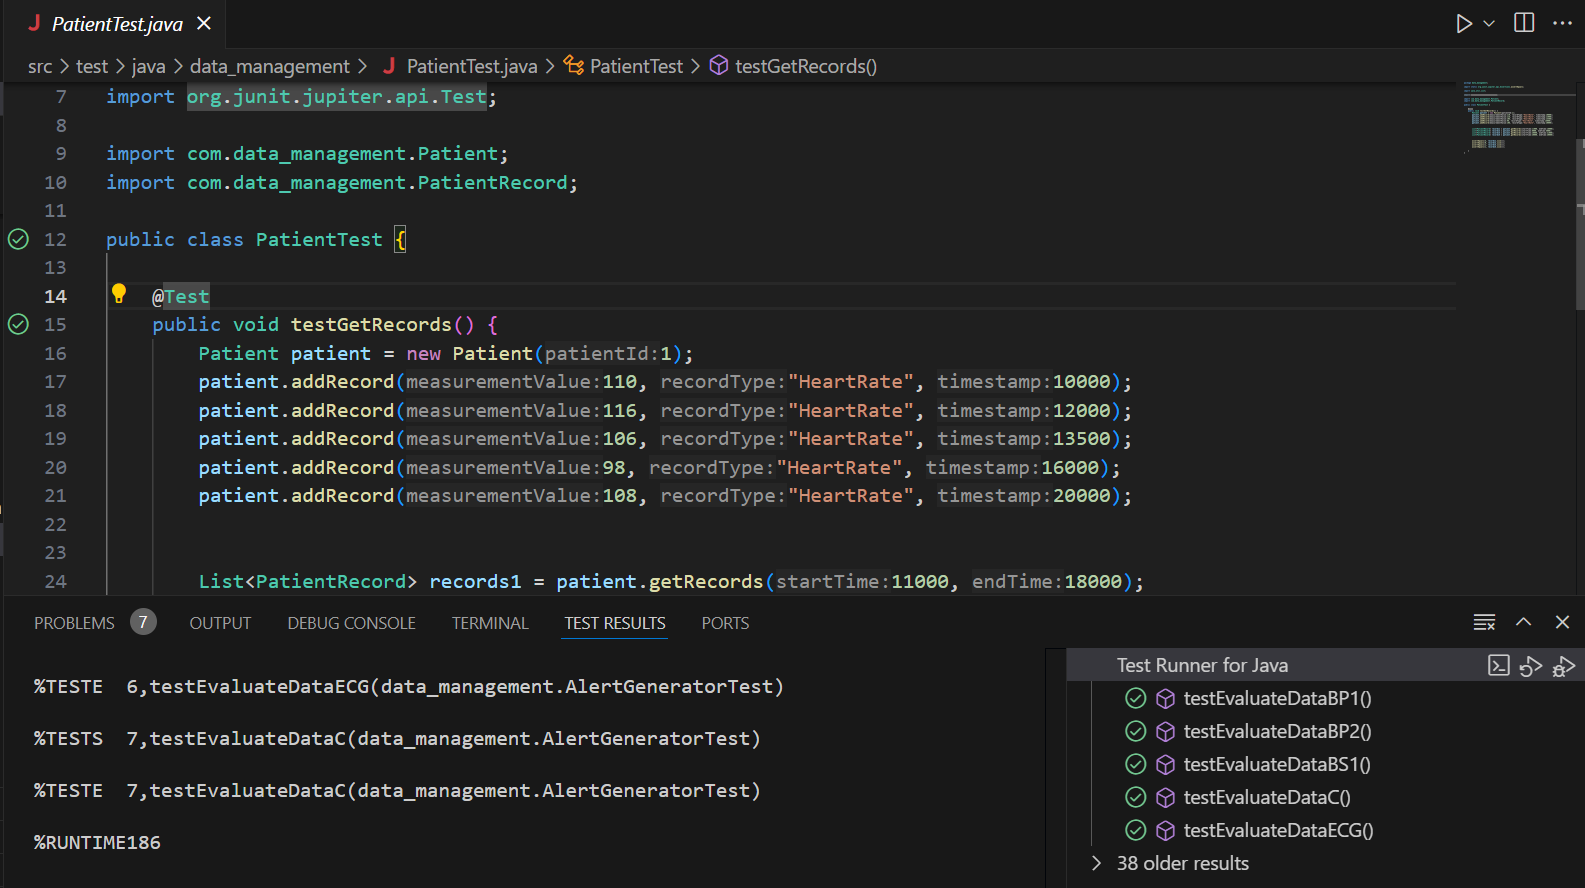 J PatientTest.java
src > test > java > data_management > J PatientTest.java > PatientTest > testGetRecords()
7 import org.junit.jupiter.api.Test;
8
9 import com.data_management.Patient;
10 import com.data_management.PatientRecord;
11
12 public class PatientTest {
13
14 @Test
15 public void testGetRecords() {
16 Patient patient = new Patient(patientId:1);
17 patient.addRecord(measurementValue:110, recordType:"HeartRate", timestamp:10000);
18 patient.addRecord(measurementValue:116, recordType:"HeartRate", timestamp:12000);
19 patient.addRecord(measurementValue:106, recordType:"HeartRate", timestamp:13500);
20 patient.addRecord(measurementValue:98, recordType:"HeartRate", timestamp:16000);
21 patient.addRecord(measurementValue:108, recordType:"HeartRate", timestamp:20000);
22
23
24 List<PatientRecord> records1 = patient.getRecords(startTime:11000, endTime:18000);
PROBLEMS 7 OUTPUT DEBUG CONSOLE TERMINAL TEST RESULTS PORTS
%TESTE 6,testEvaluateDataECG(data_management.AlertGeneratorTest)
%TESTS 7,testEvaluateDataC(data_management.AlertGeneratorTest)
%TESTE 7,testEvaluateDataC(data_management.AlertGeneratorTest)
%RUNTIME186
Test Runner for Java
testEvaluateDataBP1()
testEvaluateDataBP2()
testEvaluateDataBS1()
testEvaluateDataC()
testEvaluateDataECG()
38 older results